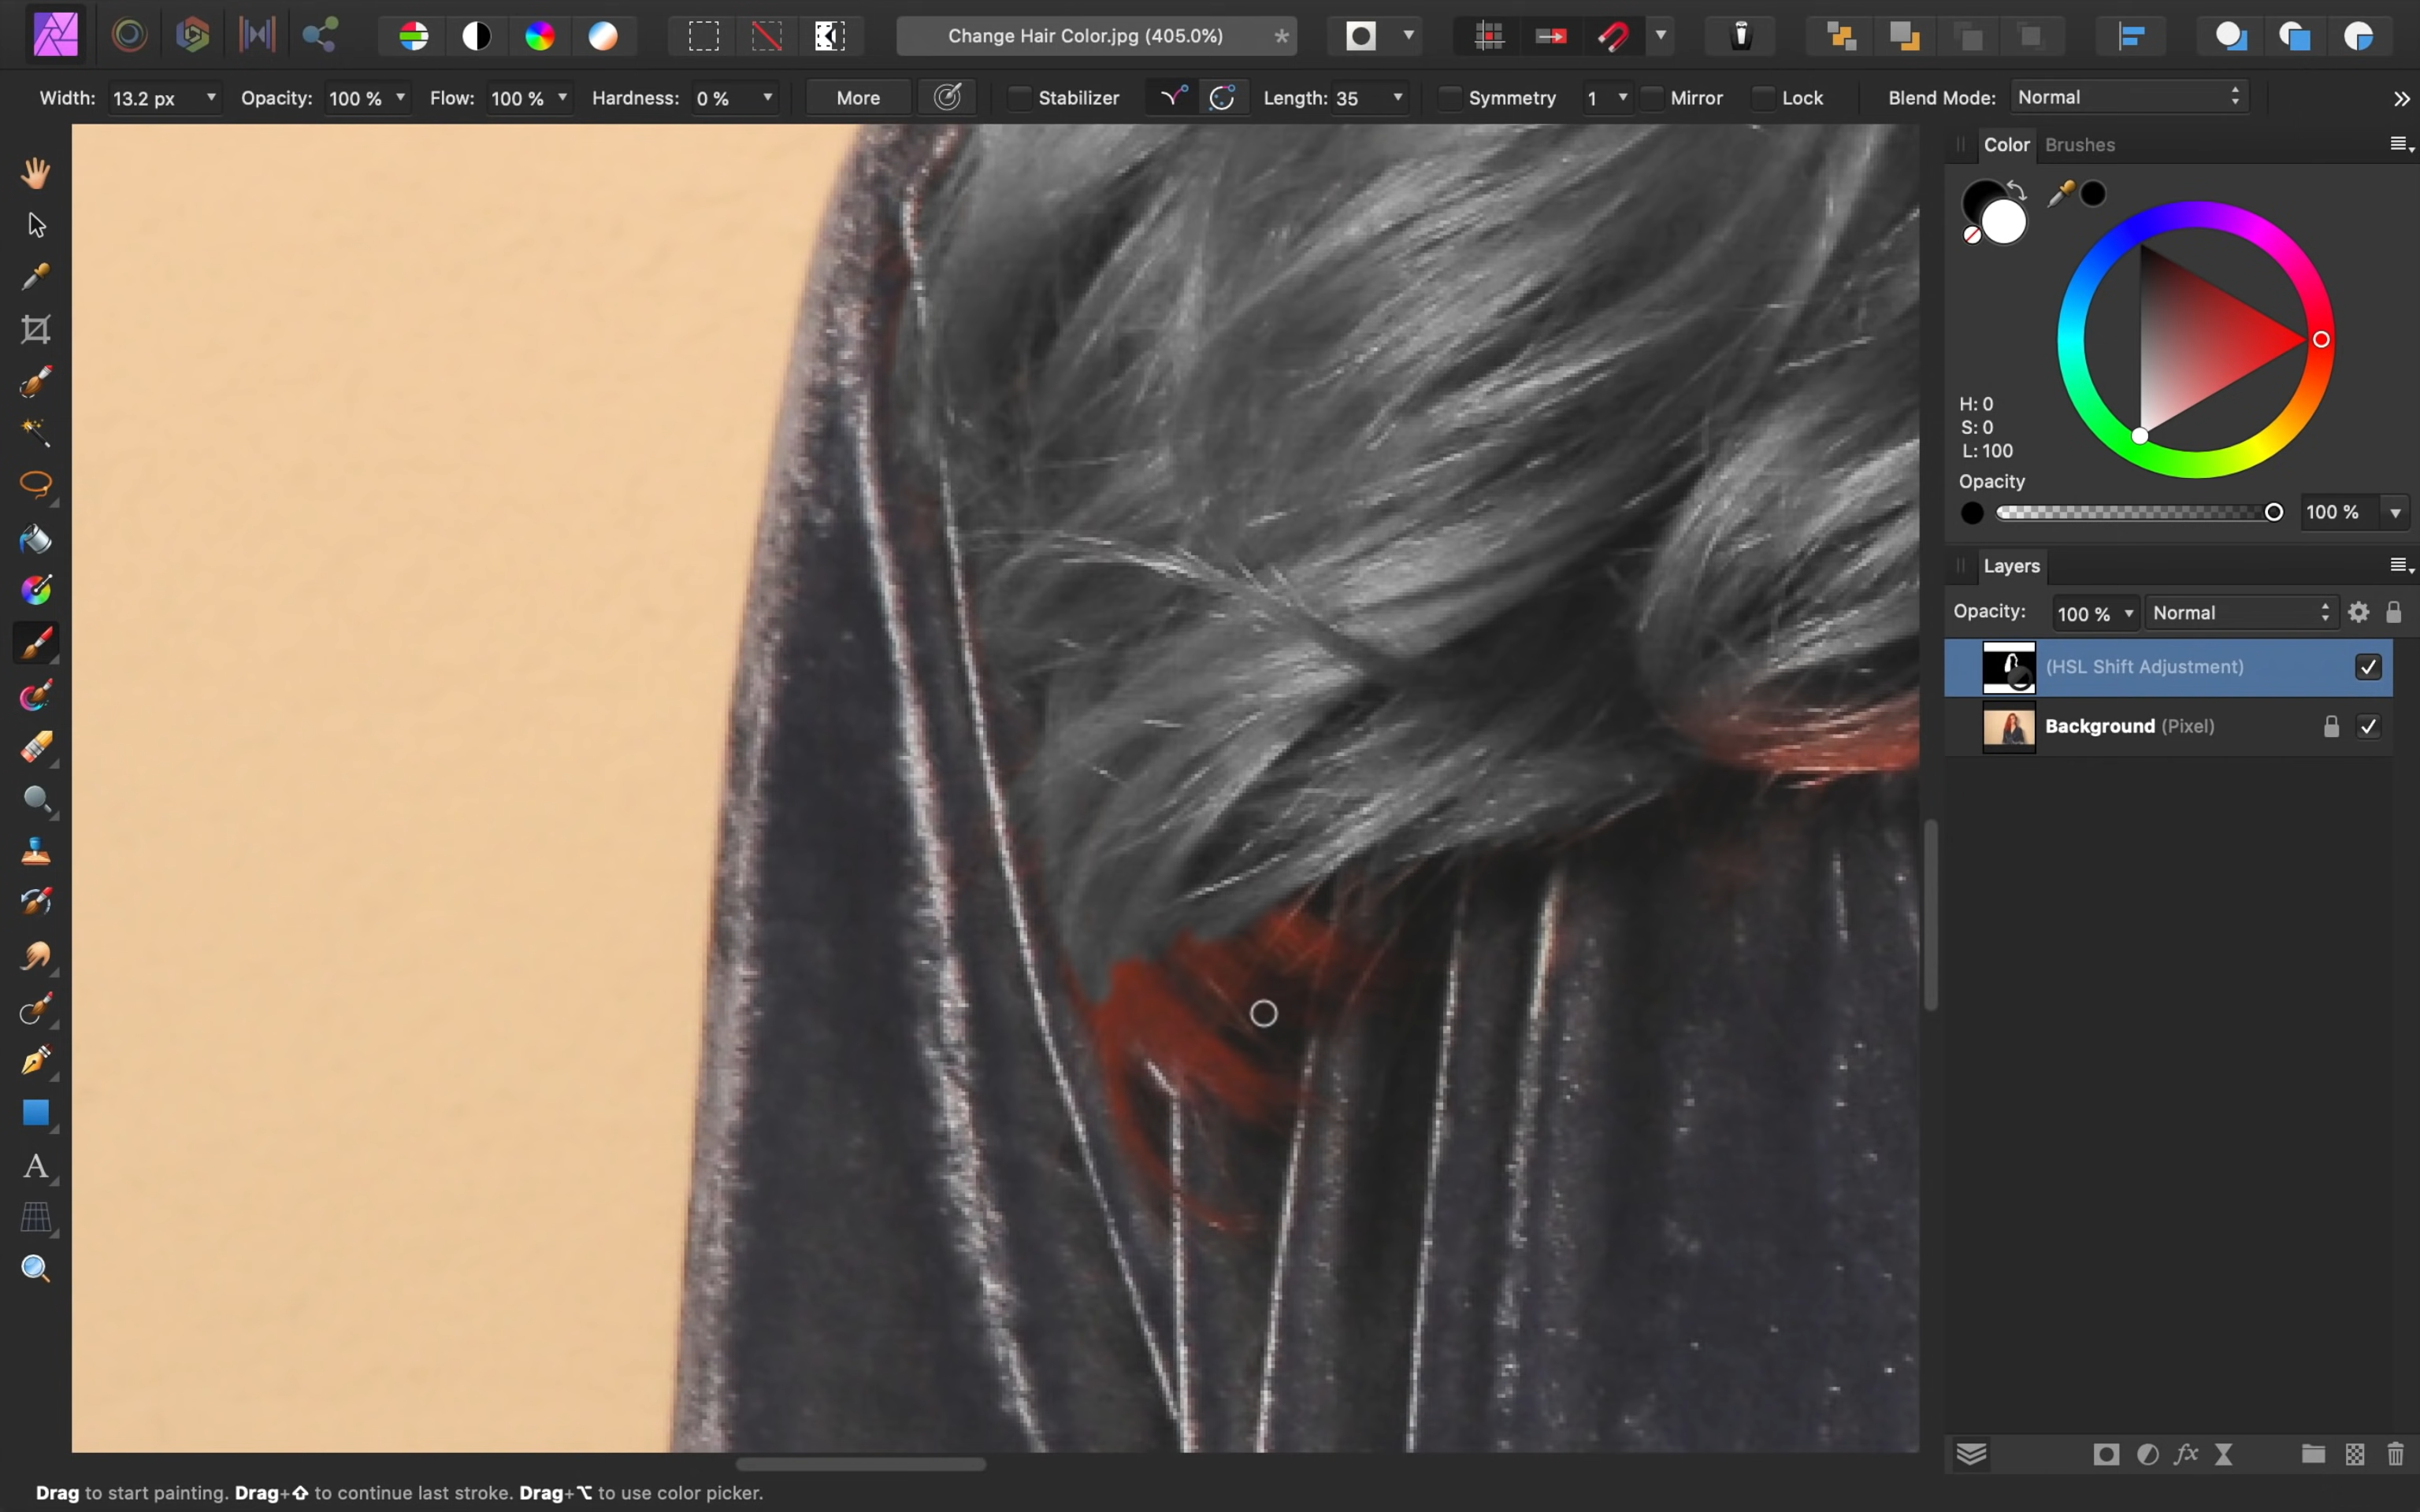 Change Hair Color.jpg (405.0%) *
Width: 13.2 px Opacity: 100 % Flow: 100 % Hardness: 0 % More Stabilizer Length: 35 Symmetry 1 Mirror Lock Blend Mode: Normal
Color Brushes
H: 0
S: 0
L: 100
Opacity
100 %
Layers
Opacity: 100 % Normal
(HSL Shift Adjustment)
Background (Pixel)
A
fx
Drag to start painting. Drag+⇧ to continue last stroke. Drag+⌥ to use color picker.